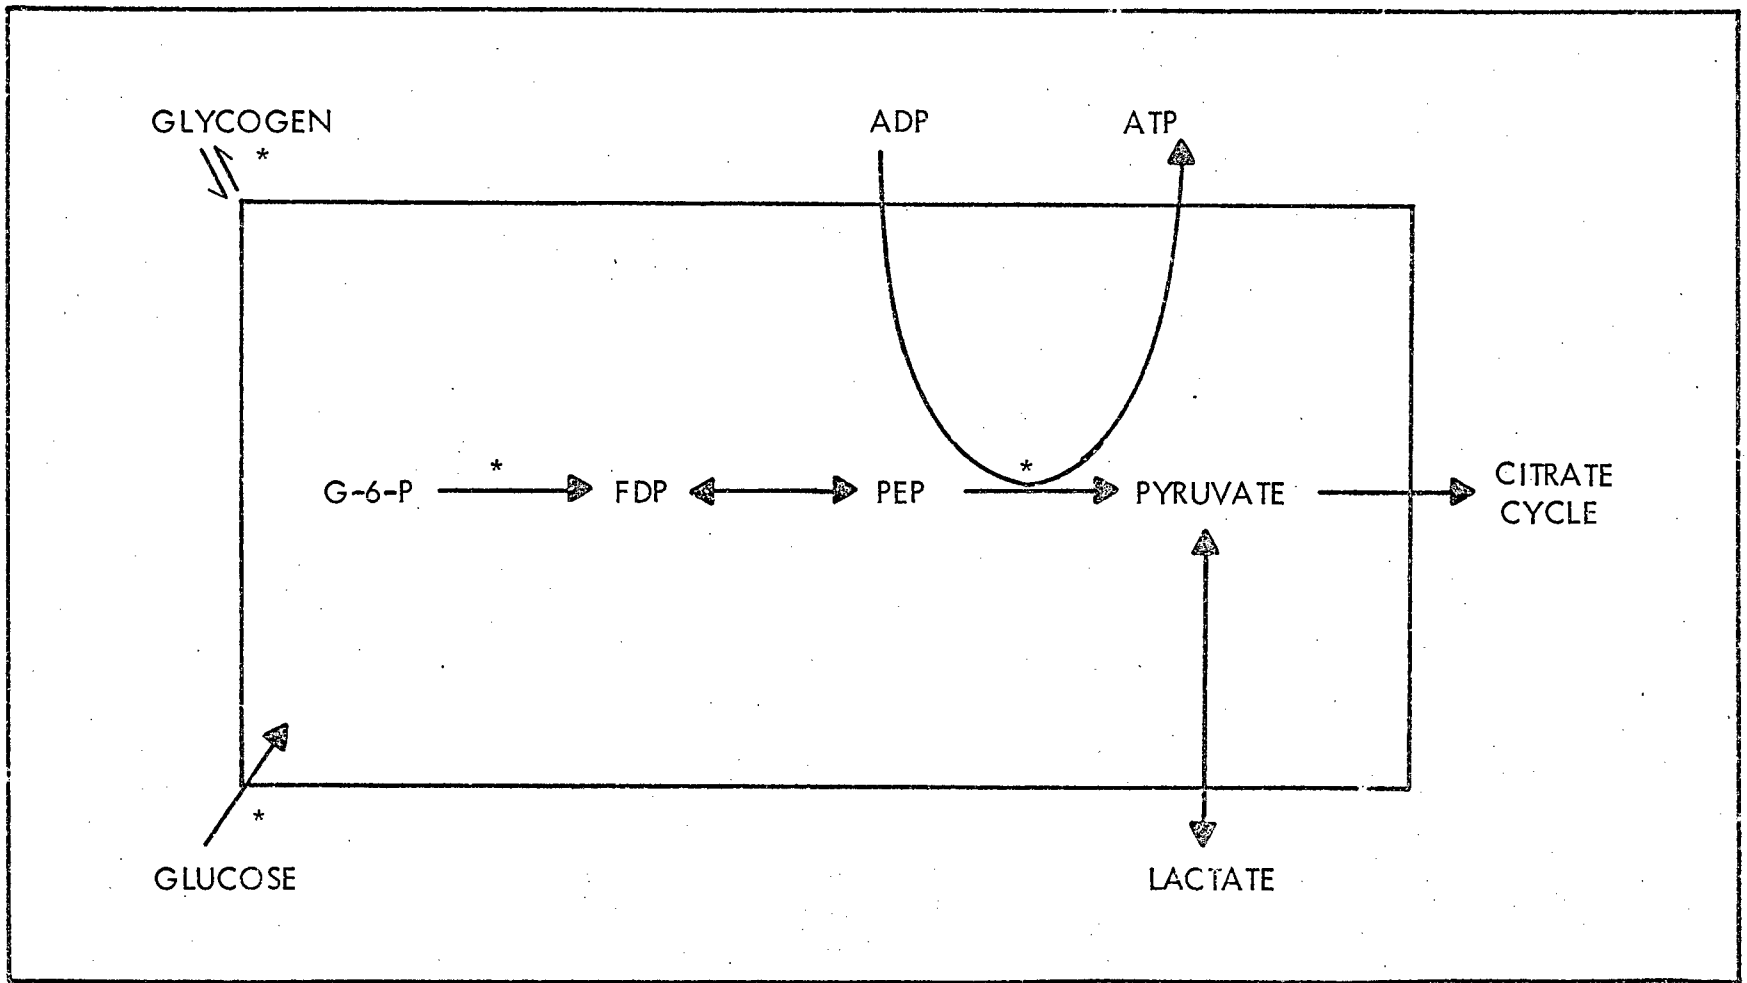 GLYCOGEN
*
ADP
ATP
G-6-P
*
FDP
PEP
*
PYRUVATE
CITRATE
CYCLE
*
GLUCOSE
LACTATE